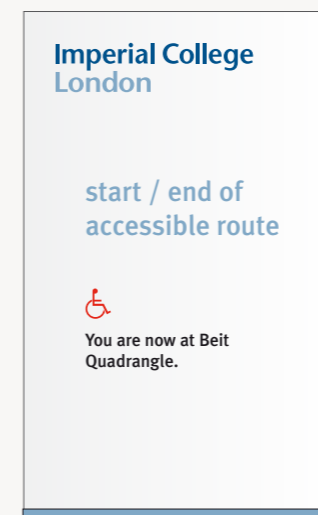 Imperial College
London
start / end of
accessible route
You are now at Beit
Quadrangle.